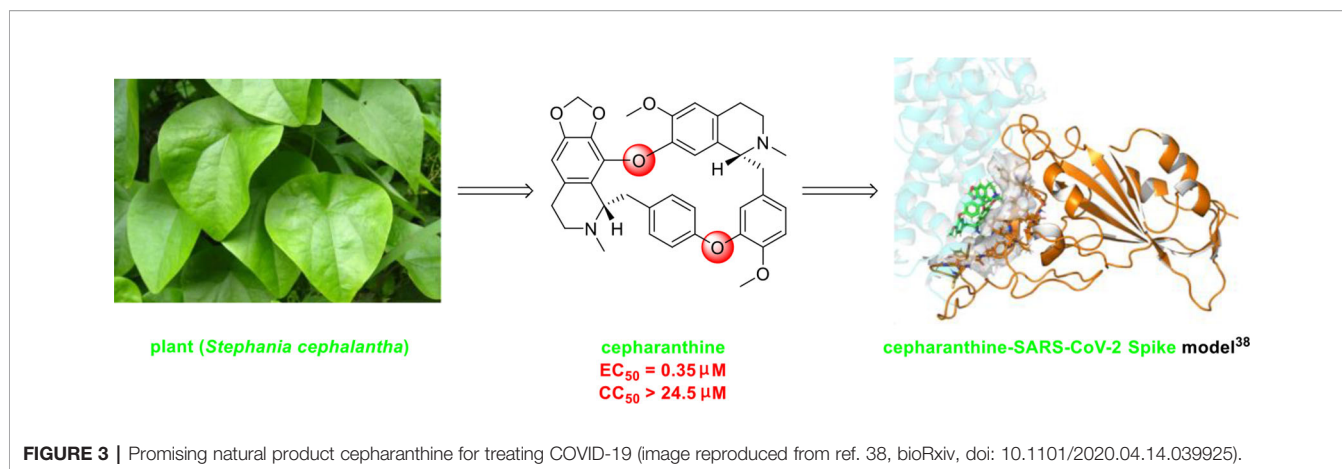 O
O O
N
O
H
N
H
O
O
plant (Stephania cephalantha)
cepharanthine
EC50 = 0.35 μM
CC50 > 24.5 μM
cepharanthine-SARS-CoV-2 Spike model38
FIGURE 3 | Promising natural product cepharanthine for treating COVID-19 (image reproduced from ref. 38, bioRxiv, doi: 10.1101/2020.04.14.039925).